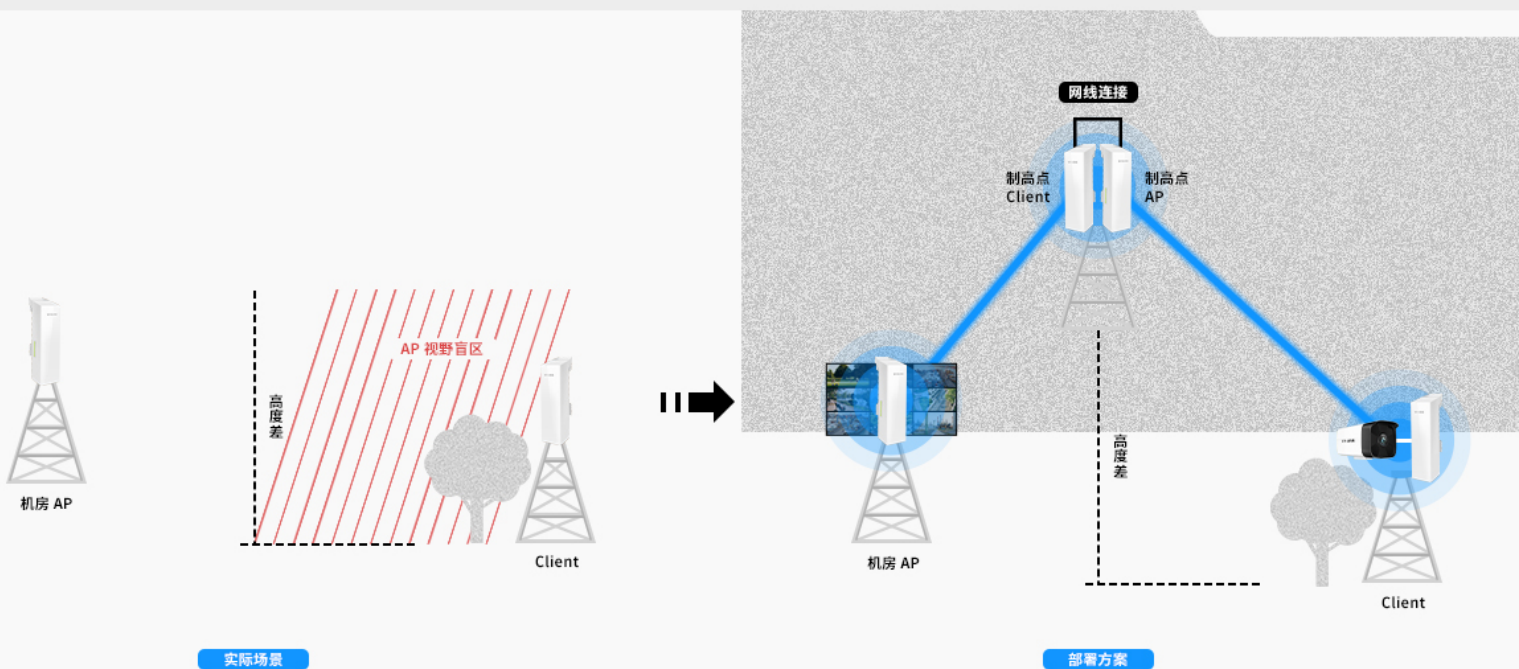 AP 视野盲区
高度差
机房 AP
Client
实际场景
网线连接
制高点
Client
制高点
AP
高度差
机房 AP
Client
部署方案